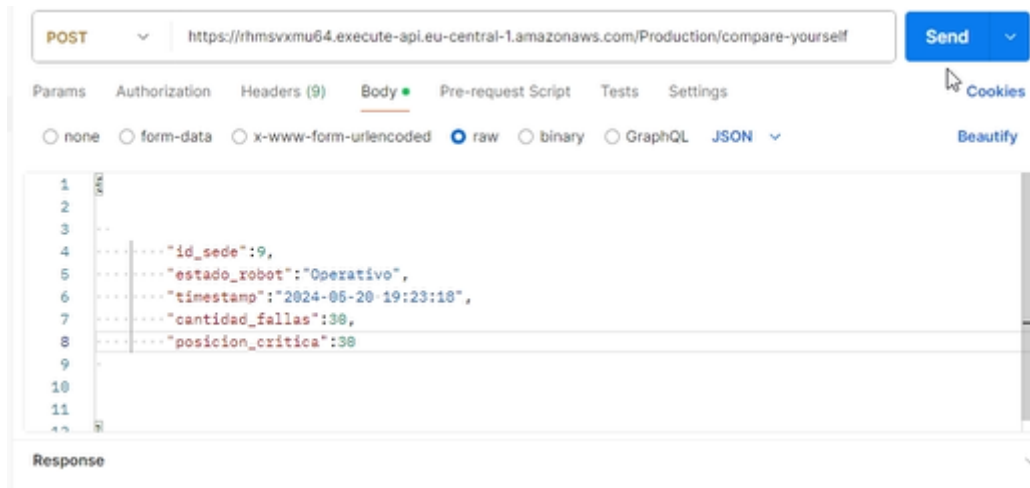 POST https://rhmsvxmu64.execute-api.eu-central-1.amazonaws.com/Production/compare-yourself Send
Params Authorization Headers (9) Body Pre-request Script Tests Settings Cookies
none form-data x-www-form-urlencoded raw binary GraphQL JSON Beautify
1 {
2
3
4 "id_sede":9,
5 "estado_robot":"Operativo",
6 "timestamp":"2024-05-20 19:23:18",
7 "cantidad_fallas":30,
8 "posicion_critica":30
9
10
11
12 }
Response